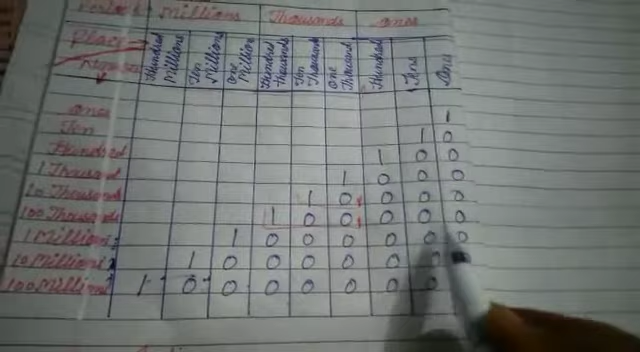 Periods Millions Thousands Ones
Place Hundred Millions Ten Millions One Million Hundred Thousands Ten Thousand One Thousand Hundred Tens Ones
Ones 1
Ten 1 0
Hundred 1 0 0
1 Thousand 1 0 0 0
10 Thousand 1 0, 0 0 0
100 Thousands 1 0 0, 0 0 0
1 Million, 1 0 0 0 0 0 0
10 Million, 1 0 0 0 0 0 0 0
100 Million 1 0 0 0 0 0 0 0